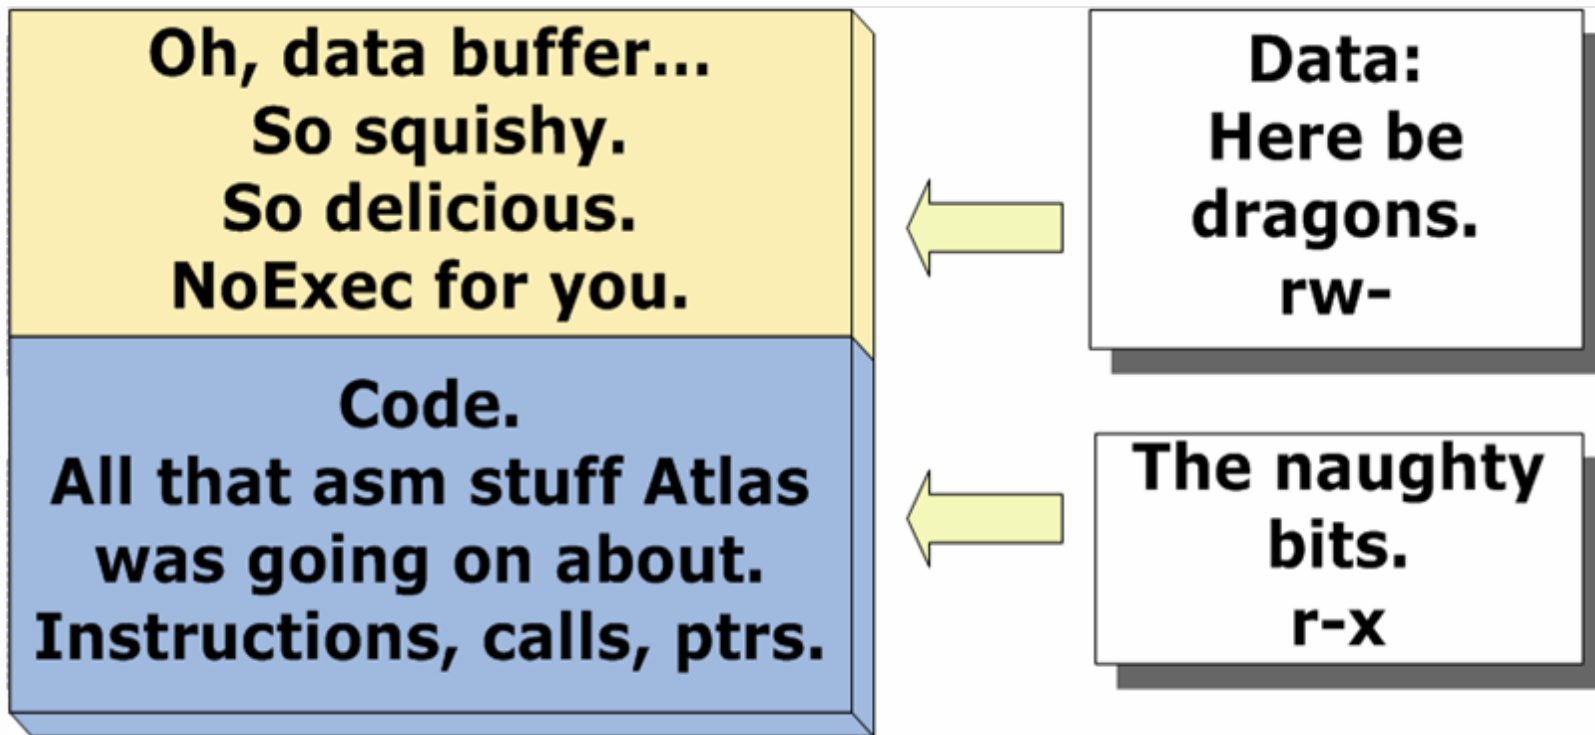 Oh, data buffer...
So squishy.
So delicious.
NoExec for you.
Data:
Here be
dragons.
rw-
Code.
All that asm stuff Atlas
was going on about.
Instructions, calls, ptrs.
The naughty
bits.
r-x